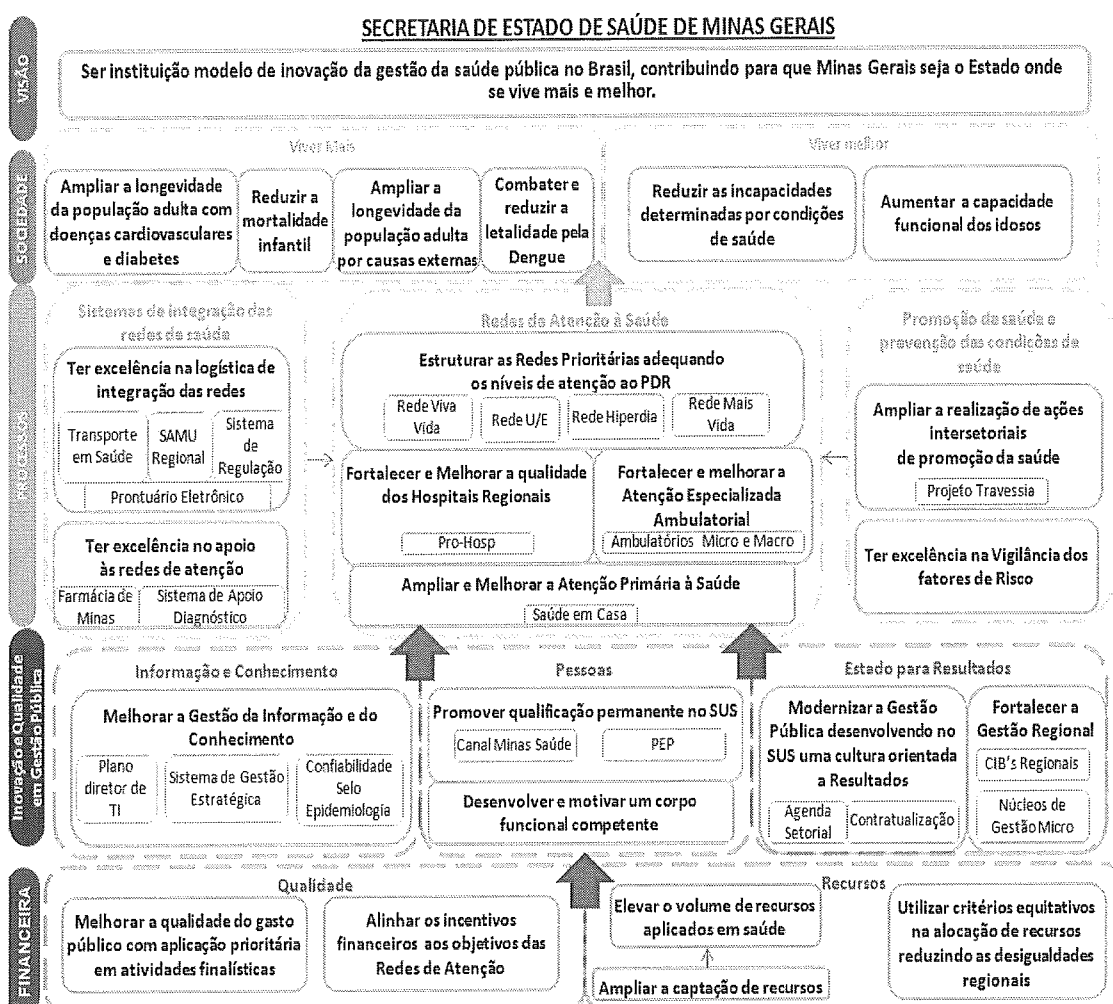 SECRETARIA DE ESTADO DE SAÚDE DE MINAS GERAIS
VISÃO
Ser instituição modelo de inovação da gestão da saúde pública no Brasil, contribuindo para que Minas Gerais seja o Estado onde
se vive mais e melhor.
SOCIEDADE
Viver Mais
Ampliar a longevidade
da população adulta com
doenças cardiovasculares
e diabetes
Reduzir a
mortalidade
infantil
Ampliar a
longevidade da
população adulta
por causas externas
Combater e
reduzir a
letalidade pela
Dengue
Viver melhor
Reduzir as incapacidades
determinadas por condições
de saúde
Aumentar a capacidade
funcional dos idosos
PROCESSOS
Sistemas de integração das
redes de saúde
Ter excelência na logística de
integração das redes
Transporte
em Saúde
SAMU
Regional
Sistema
de
Regulação
Prontuário Eletrônico
Ter excelência no apoio
às redes de atenção
Farmácia de
Minas
Sistema de Apoio
Diagnóstico
Redes de Atenção à Saúde
Estruturar as Redes Prioritárias adequando
os níveis de atenção ao PDR
Rede Viva
Vida
Rede U/E
Rede Hiperdia
Rede Mais
Vida
Fortalecer e Melhorar a qualidade
dos Hospitais Regionais
Pro-Hosp
Fortalecer e melhorar a
Atenção Especializada
Ambulatorial
Ambulatórios Micro e Macro
Ampliar e Melhorar a Atenção Primária à Saúde
Saúde em Casa
Promoção da saúde e
prevenção das condições de
saúde
Ampliar a realização de ações
intersetoriais
de promoção da saúde
Projeto Travessia
Ter excelência na Vigilância dos
fatores de Risco
Inovação e Qualidade
em Gestão Pública
Informação e Conhecimento
Melhorar a Gestão da Informação e do
Conhecimento
Plano
diretor de
TI
Sistema de Gestão
Estratégica
Confiabilidade
Selo
Epidemiologia
Pessoas
Promover qualificação permanente no SUS
Canal Minas Saúde
PEP
Desenvolver e motivar um corpo
funcional competente
Estado para Resultados
Modernizar a Gestão
Pública desenvolvendo no
SUS uma cultura orientada
a Resultados
Agenda
Setorial
Contratualização
Fortalecer a
Gestão Regional
CIB's Regionais
Núcleos de
Gestão Micro
FINANCEIRA
Qualidade
Melhorar a qualidade do gasto
público com aplicação prioritária
em atividades finalísticas
Alinhar os incentivos
financeiros aos objetivos das
Redes de Atenção
Recursos
Elevar o volume de recursos
aplicados em saúde
Ampliar a captação de recursos
Utilizar critérios equitativos
na alocação de recursos
reduzindo as desigualdades
regionais